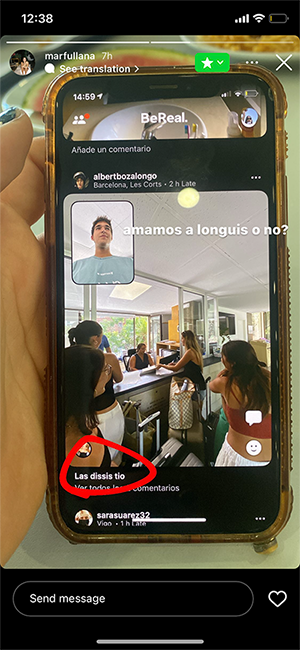 12:38
marfullana 7h
See translation >
14:59
BeReal.
Añade un comentario
albertbozalongo
Barcelona, Les Corts • 2 h Late
amamos a longuis o no?
Las dissis tio
Ver todos los comentarios
sarasuarez32
Vigo • 1 h Late
Send message